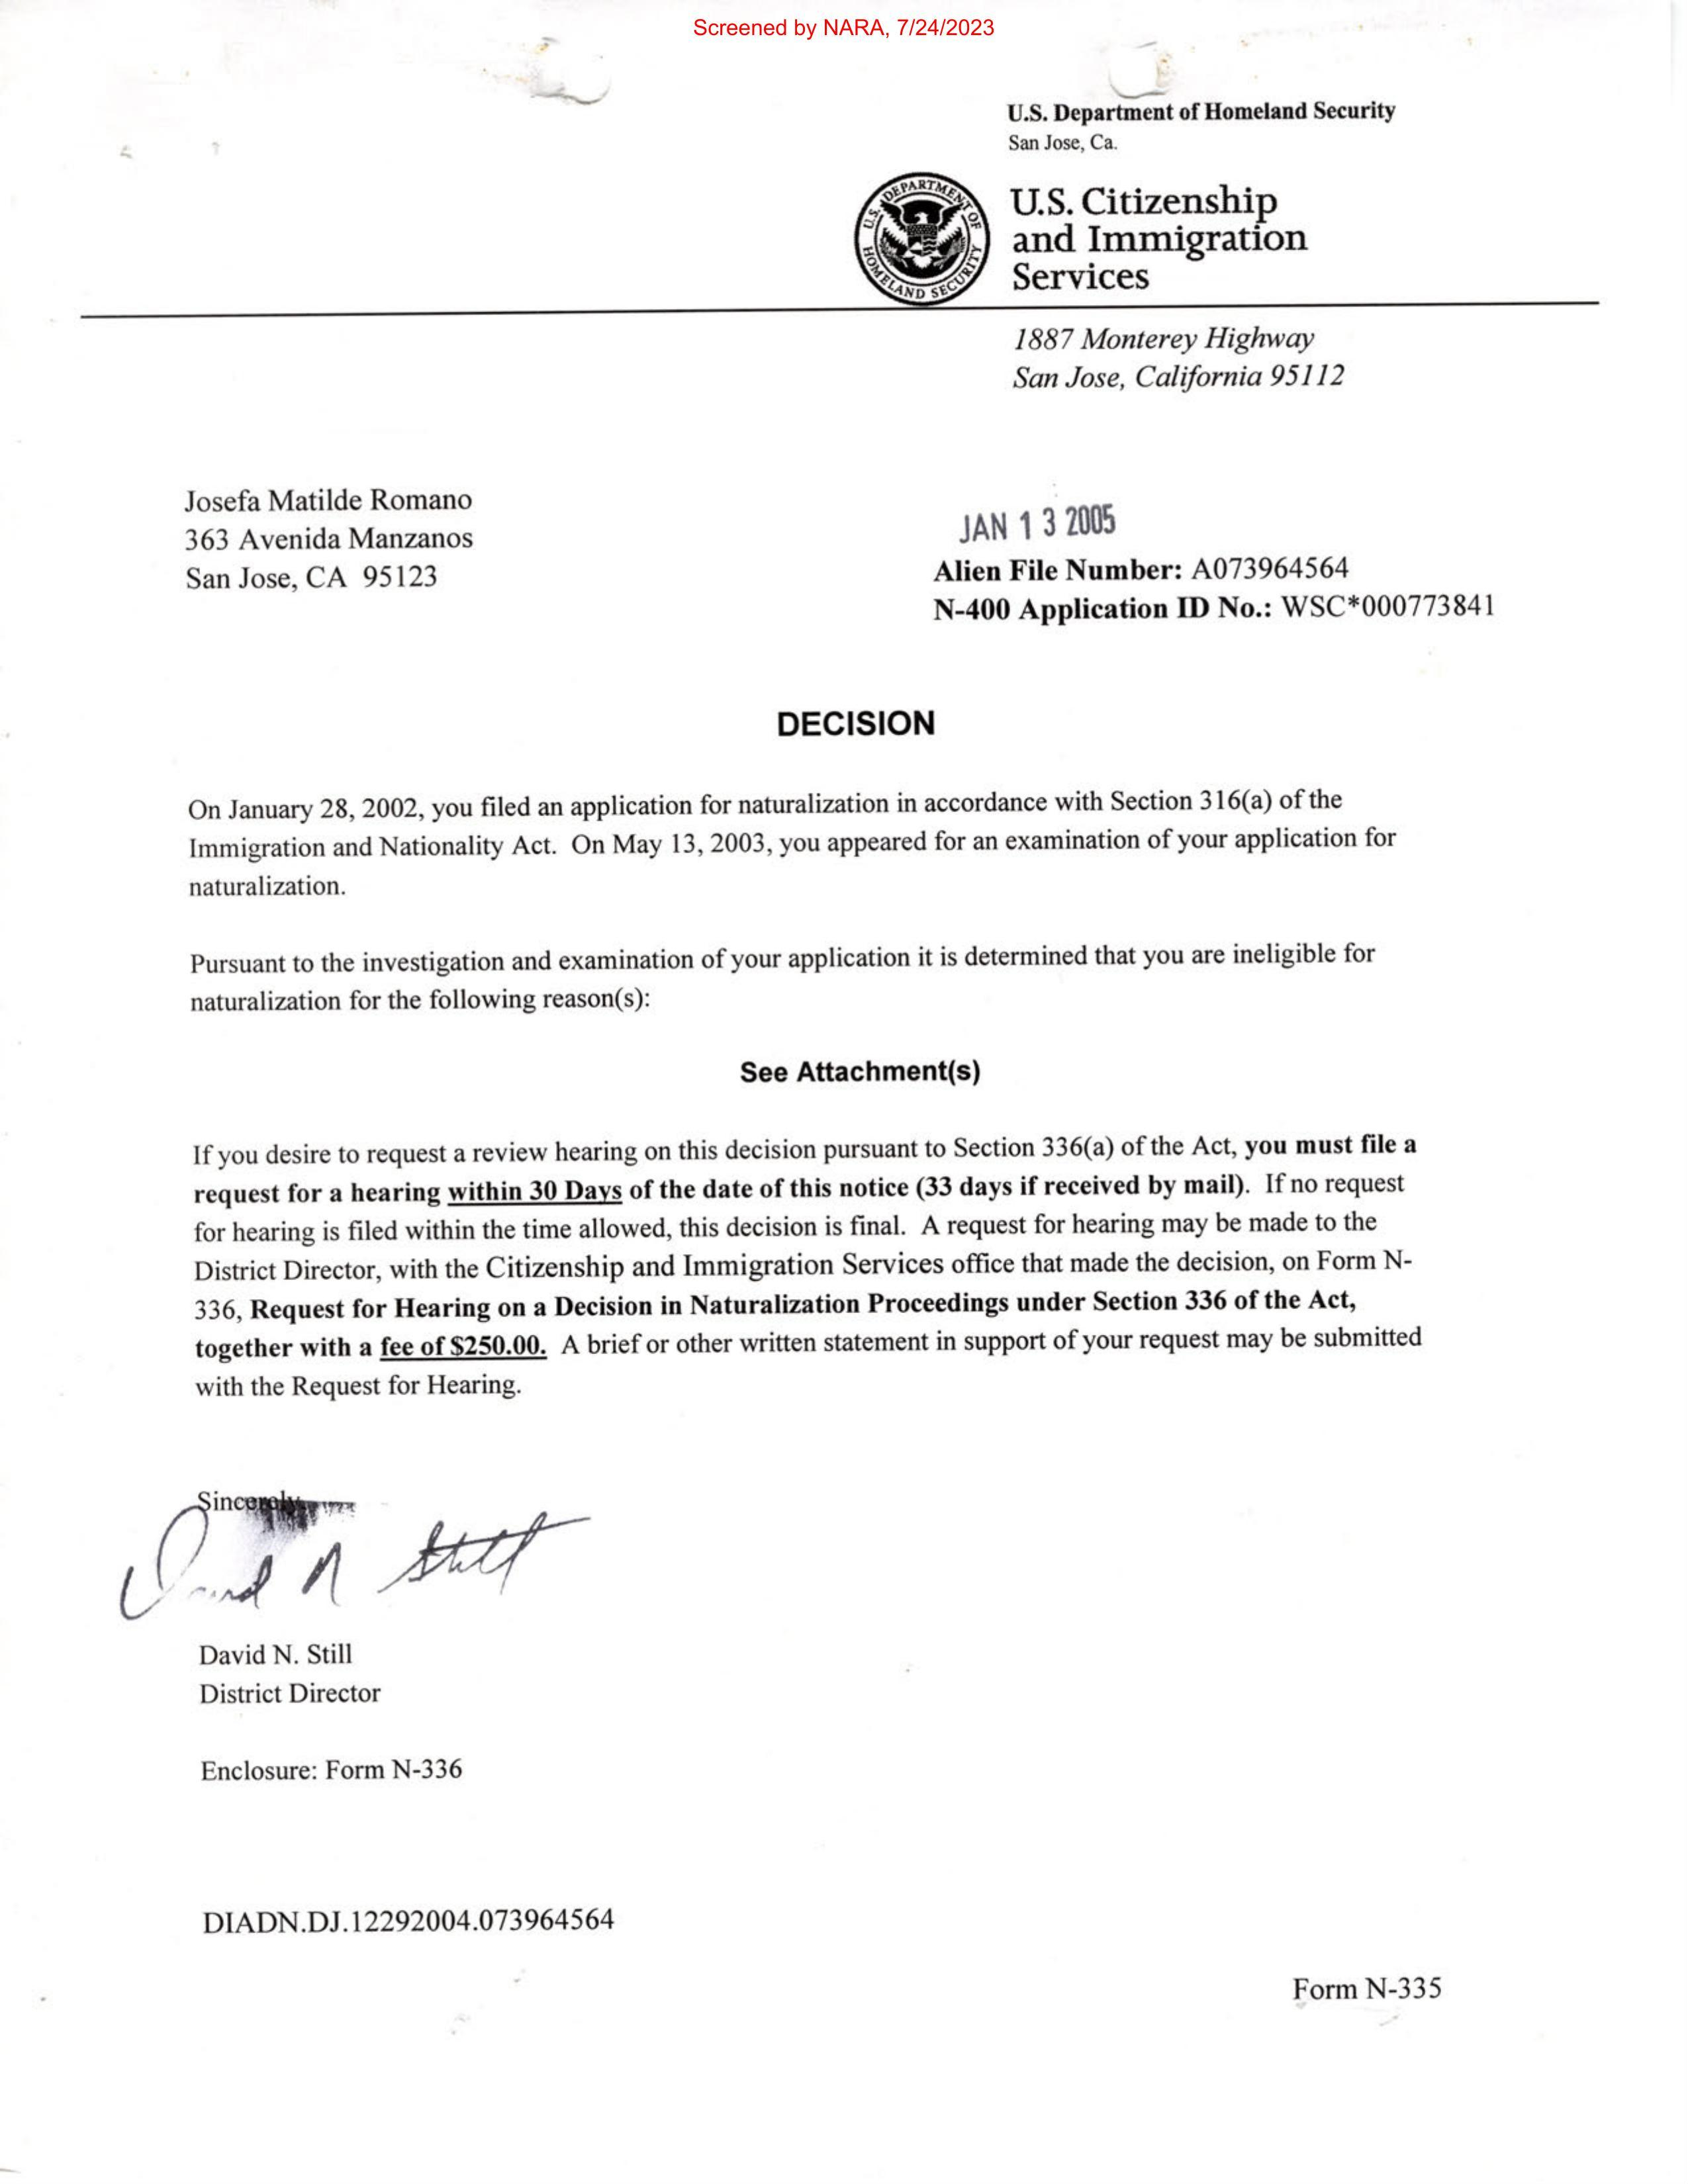 Screened by NARA, 7/24/2023
U.S. Department of Homeland Security
San Jose, Ca.
U.S. DEPARTMENT OF HOMELAND SECURITY
U.S. Citizenship
and Immigration
Services
1887 Monterey Highway
San Jose, California 95112
Josefa Matilde Romano
363 Avenida Manzanos
San Jose, CA 95123
JAN 13 2005
Alien File Number: A073964564
N-400 Application ID No.: WSC*000773841
DECISION
On January 28, 2002, you filed an application for naturalization in accordance with Section 316(a) of the
Immigration and Nationality Act. On May 13, 2003, you appeared for an examination of your application for
naturalization.
Pursuant to the investigation and examination of your application it is determined that you are ineligible for
naturalization for the following reason(s):
See Attachment(s)
If you desire to request a review hearing on this decision pursuant to Section 336(a) of the Act, you must file a
request for a hearing within 30 Days of the date of this notice (33 days if received by mail). If no request
for hearing is filed within the time allowed, this decision is final. A request for hearing may be made to the
District Director, with the Citizenship and Immigration Services office that made the decision, on Form N-
336, Request for Hearing on a Decision in Naturalization Proceedings under Section 336 of the Act,
together with a fee of $250.00. A brief or other written statement in support of your request may be submitted
with the Request for Hearing.
Sincerely,
David N Still
David N. Still
District Director
Enclosure: Form N-336
DIADN.DJ.12292004.073964564
Form N-335